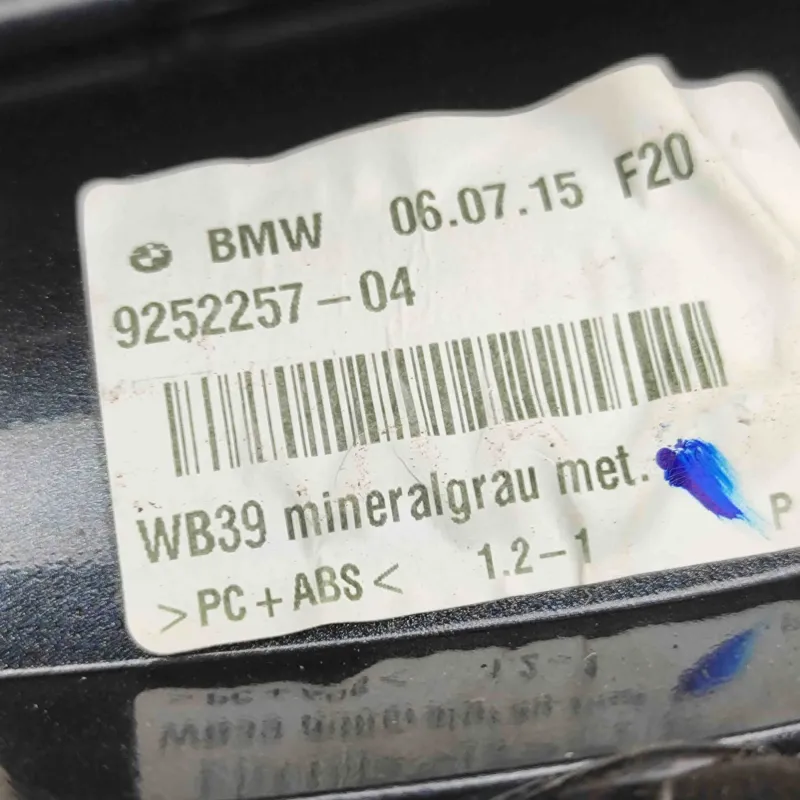 BMW 06.07.15 F20
9252257-04
WB39 mineralgrau met.
>PC+ABS< 1.2-1 P